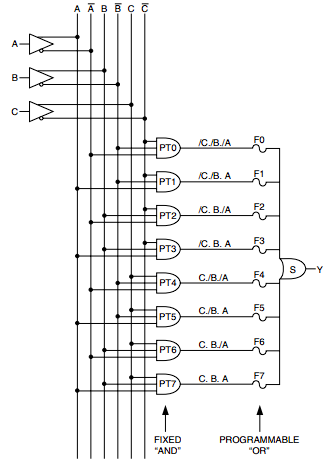 A A B B C C
A
B
C
PT0 /C./B./A F0
PT1 /C./B. A F1
PT2 /C. B./A F2
PT3 /C. B. A F3
S Y
PT4 C./B./A F4
PT5 C./B. A F5
PT6 C. B./A F6
PT7 C. B. A F7
FIXED PROGRAMMABLE
“AND” “OR”